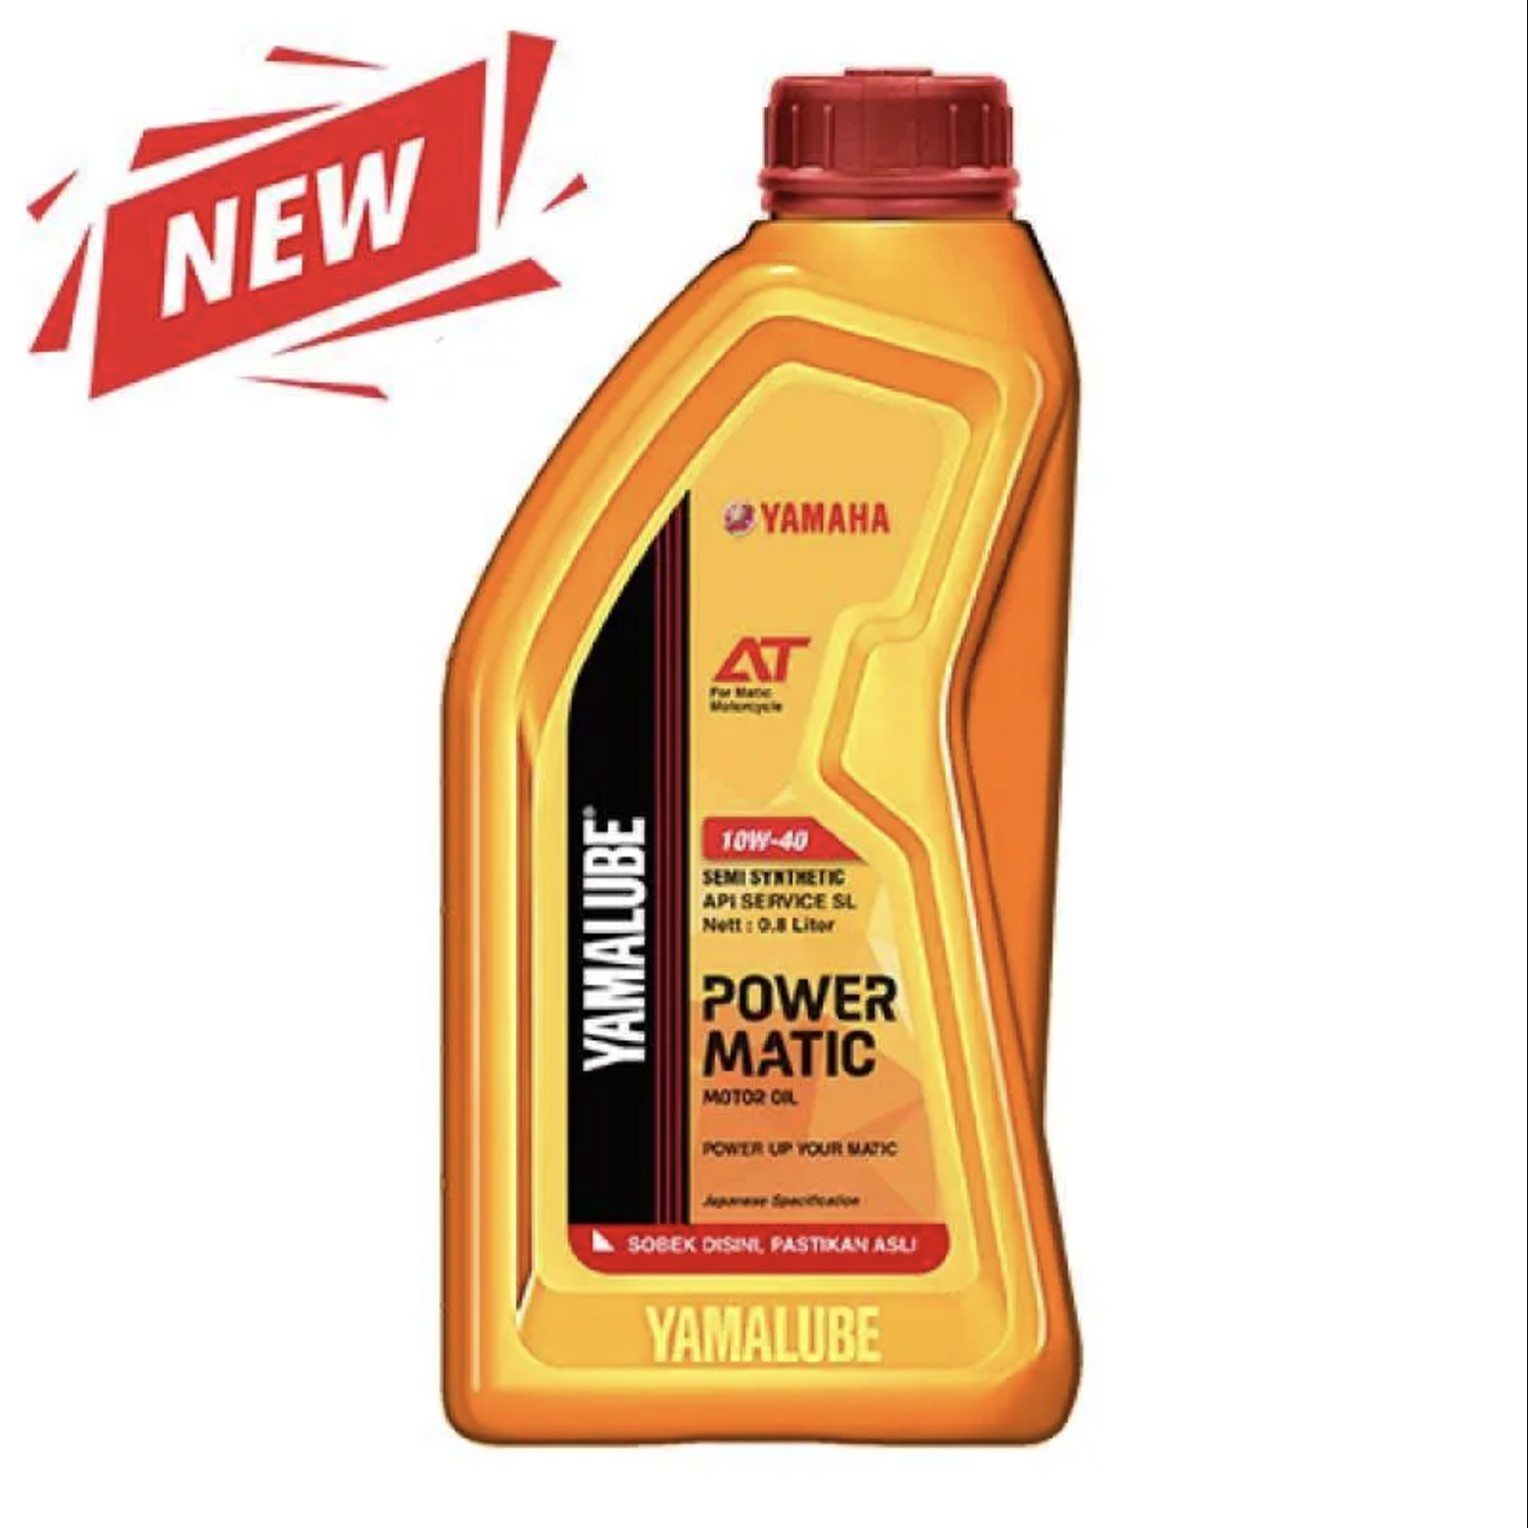 NEW
YAMAHA
AT
For Matic
Motorcycle
YAMALUBE®
10W-40
SEMI SYNTHETIC
API SERVICE SL
Nett : 0.8 Liter
POWER
MATIC
MOTOR OIL
POWER UP YOUR MATIC
Japanese Specification
SOBEK DISINI, PASTIKAN ASLI
YAMALUBE